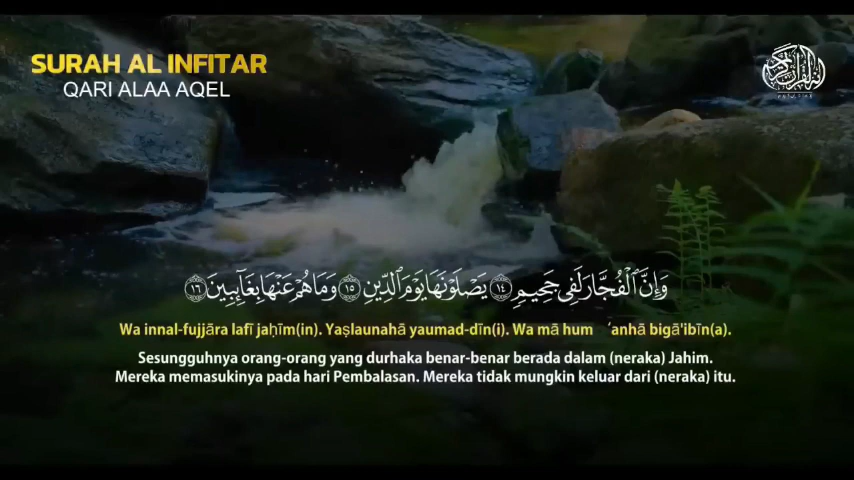 SURAH AL INFITAR
QARI ALAA AQEL
وَإِنَّ ٱلْفُجَّارَ لَفِى جَحِيمٍ ١٤ يَصْلَوْنَهَا يَوْمَ ٱلدِّينِ ١٥ وَمَا هُمْ عَنْهَا بِغَآئِبِينَ ١٦
Wa innal-fujjāra lafī jaḥīm(in). Yaṣlaunahā yaumad-dīn(i). Wa mā hum ‘anhā bigā'ibīn(a).
Sesungguhnya orang-orang yang durhaka benar-benar berada dalam (neraka) Jahim.
Mereka memasukinya pada hari Pembalasan. Mereka tidak mungkin keluar dari (neraka) itu.